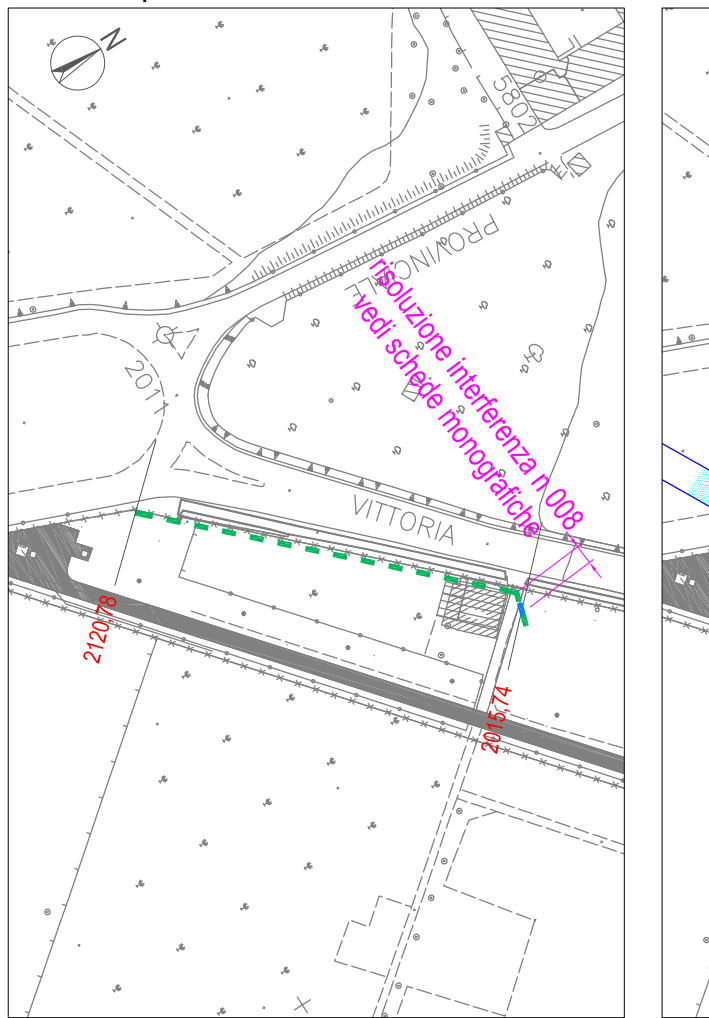 N
5802
PROVINCIALE
risoluzione interferenza n.008
vedi schede monografiche
201
VITTORIA
2120,78
2015,74